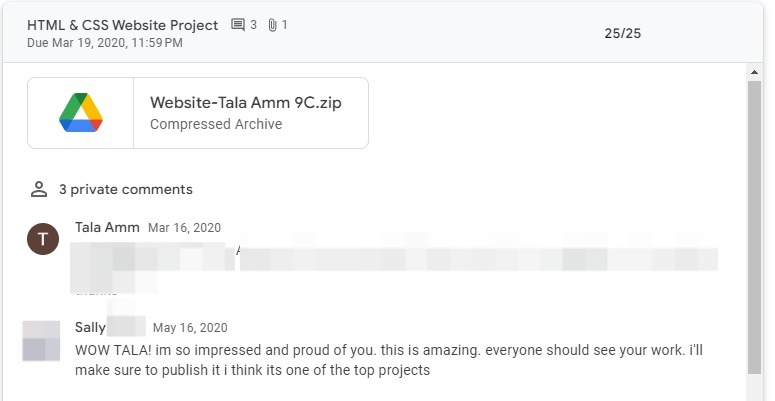 HTML & CSS Website Project 3 1
Due Mar 19, 2020, 11:59 PM
25/25
Website-Tala Amm 9C.zip
Compressed Archive
3 private comments
T
Tala Amm Mar 16, 2020
Sally May 16, 2020
WOW TALA! im so impressed and proud of you. this is amazing. everyone should see your work. i'll
make sure to publish it i think its one of the top projects